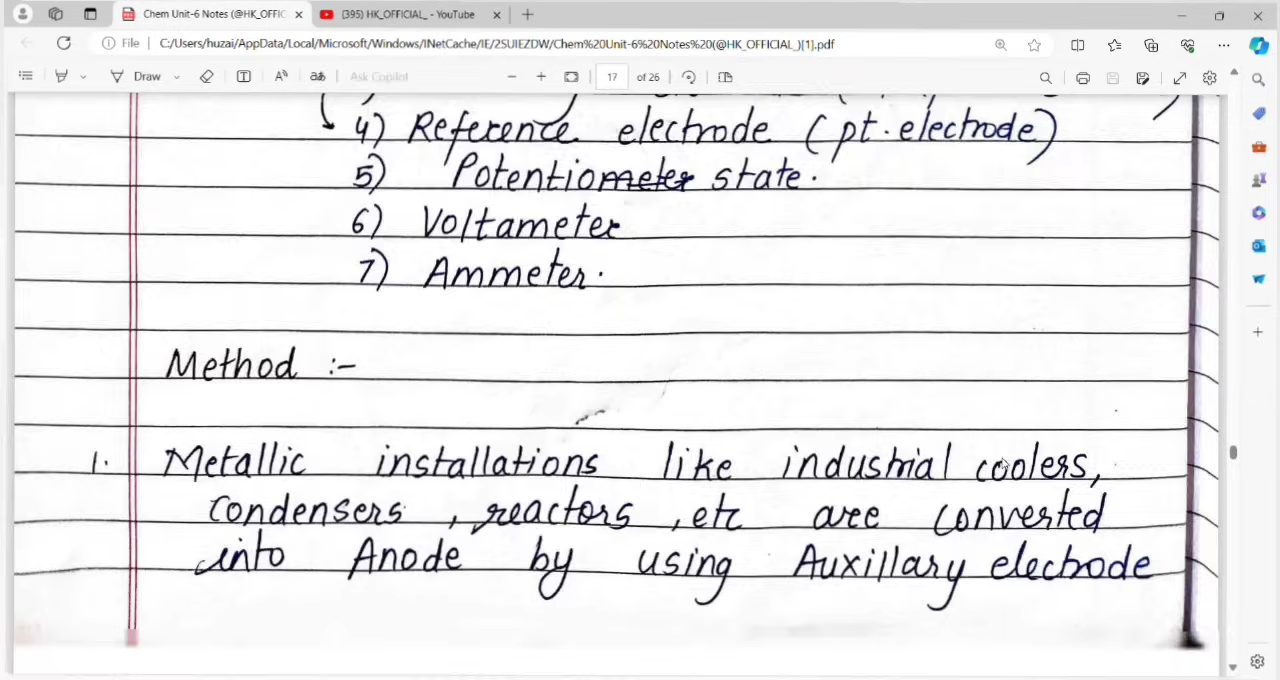 Chem Unit-6 Notes (@HK_OFFIC
(395) HK_OFFICIAL_ - YouTube
File
C:/Users/huzai/AppData/Local/Microsoft/Windows/INetCache/IE/2SUIEZDW/Chem%20Unit-6%20Notes%20(@HK_OFFICIAL_)[1].pdf
Draw
Ask Copilot
17 of 26
4) Reference electrode (pt. electrode)
5) Potentiometer state.
6) Voltameter
7) Ammeter.
Method :-
1. Metallic installations like industrial coolers,
condensers, reactors, etc are converted
into Anode by using Auxillary electrode